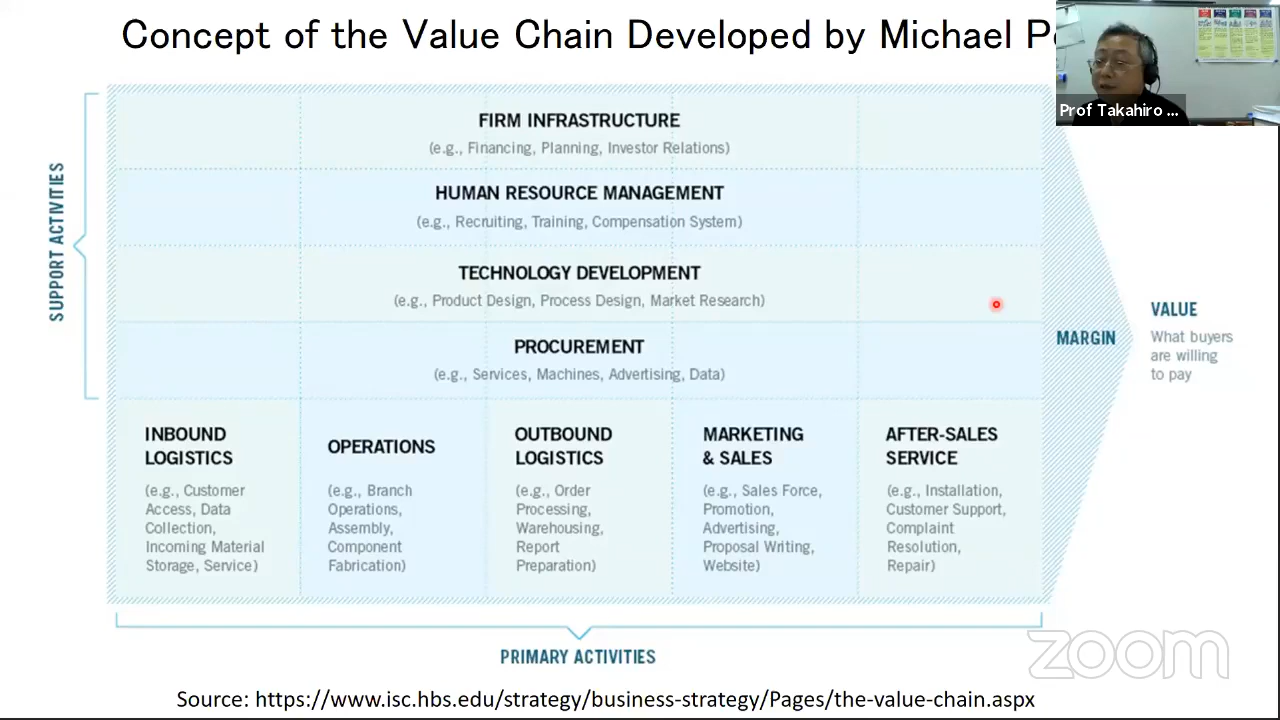 Concept of the Value Chain Developed by Michael
Prof Takahiro ...
SUPPORT ACTIVITIES
FIRM INFRASTRUCTURE
(e.g., Financing, Planning, Investor Relations)
HUMAN RESOURCE MANAGEMENT
(e.g., Recruiting, Training, Compensation System)
TECHNOLOGY DEVELOPMENT
(e.g., Product Design, Process Design, Market Research)
PROCUREMENT
(e.g., Services, Machines, Advertising, Data)
INBOUND
LOGISTICS
(e.g., Customer
Access, Data
Collection,
Incoming Material
Storage, Service)
OPERATIONS
(e.g., Branch
Operations,
Assembly,
Component
Fabrication)
OUTBOUND
LOGISTICS
(e.g., Order
Processing,
Warehousing,
Report
Preparation)
MARKETING
& SALES
(e.g., Sales Force,
Promotion,
Advertising,
Proposal Writing,
Website)
AFTER-SALES
SERVICE
(e.g., Installation,
Customer Support,
Complaint
Resolution,
Repair)
MARGIN
VALUE
What buyers
are willing
to pay
PRIMARY ACTIVITIES
zoom
Source: https://www.isc.hbs.edu/strategy/business-strategy/Pages/the-value-chain.aspx